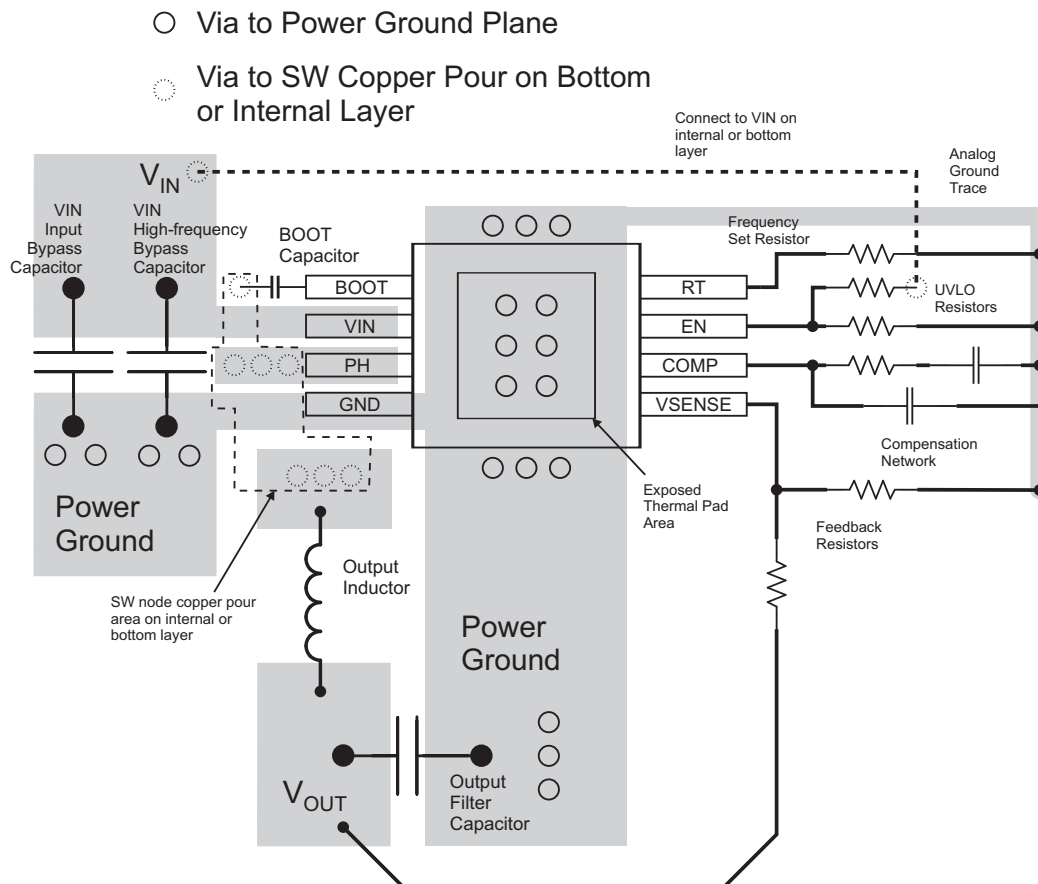 Via to Power Ground Plane
Via to SW Copper Pour on Bottom
or Internal Layer
Connect to VIN on
internal or bottom
layer
Analog
Ground
Trace
VIN
VIN
Input
Bypass
Capacitor
VIN
High-frequency
Bypass
Capacitor
BOOT
Capacitor
Frequency
Set Resistor
BOOT
VIN
PH
GND
RT
EN
COMP
VSENSE
UVLO
Resistors
Compensation
Network
Power
Ground
Exposed
Thermal Pad
Area
Feedback
Resistors
Output
Inductor
SW node copper pour
area on internal or
bottom layer
Power
Ground
VOUT
Output
Filter
Capacitor